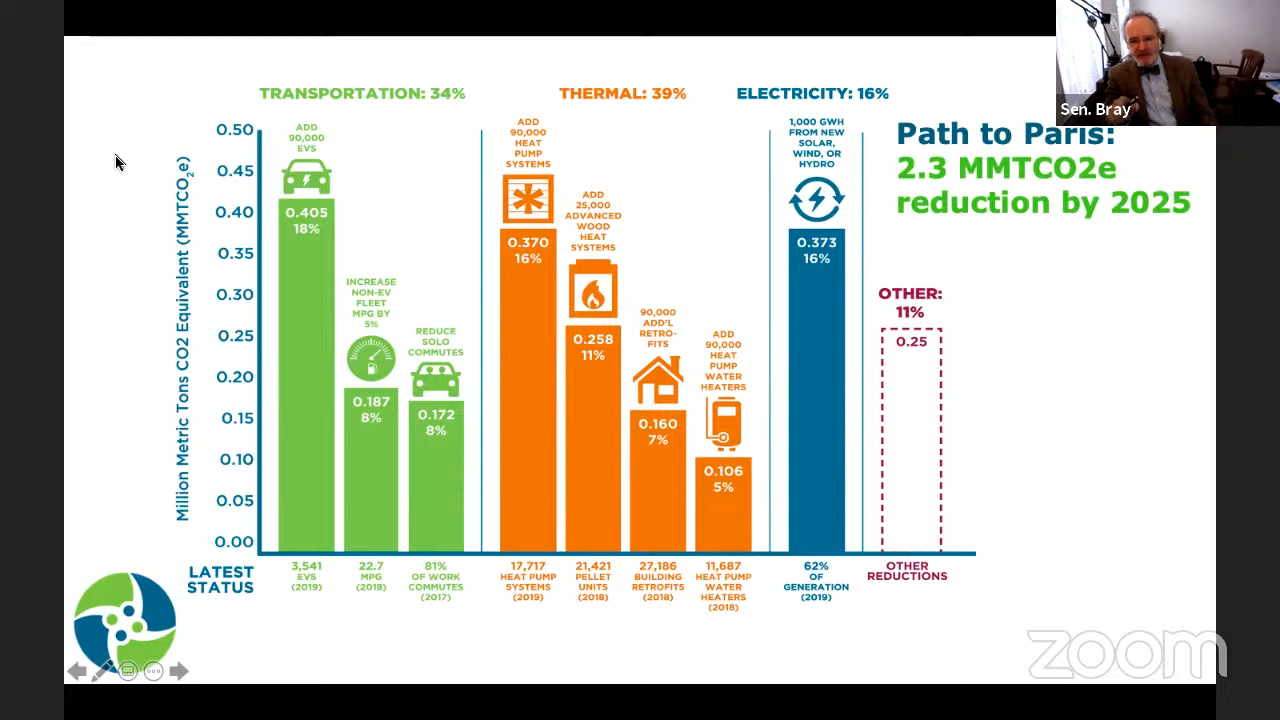 Sen. Bray
Path to Paris:
2.3 MMTCO2e
reduction by 2025
TRANSPORTATION: 34%
THERMAL: 39%
ELECTRICITY: 16%
Million Metric Tons CO2 Equivalent (MMTCO2e)
0.50
0.45
0.40
0.35
0.30
0.25
0.20
0.15
0.10
0.05
0.00
ADD
90,000
EVS
0.405
18%
INCREASE
NON-EV
FLEET
MPG BY
5%
0.187
8%
REDUCE
SOLO
COMMUTES
0.172
8%
ADD
90,000
HEAT
PUMP
SYSTEMS
0.370
16%
ADD
25,000
ADVANCED
WOOD
HEAT
SYSTEMS
0.258
11%
90,000
ADD'L
RETRO-
FITS
0.160
7%
ADD
90,000
HEAT
PUMP
WATER
HEATERS
0.106
5%
1,000 GWH
FROM NEW
SOLAR,
WIND, OR
HYDRO
0.373
16%
OTHER:
11%
0.25
LATEST
STATUS
3,541
EVS
(2019)
22.7
MPG
(2018)
81%
OF WORK
COMMUTES
(2017)
17,717
HEAT PUMP
SYSTEMS
(2019)
21,421
PELLET
UNITS
(2018)
27,186
BUILDING
RETROFITS
(2018)
11,687
HEAT PUMP
WATER
HEATERS
(2018)
62%
OF
GENERATION
(2019)
OTHER
REDUCTIONS
zoom